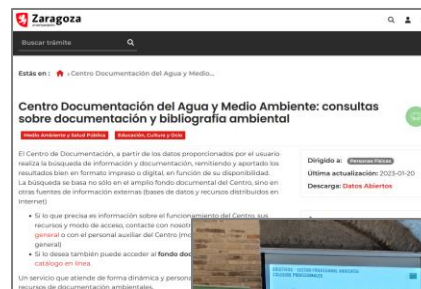 Zaragoza
Buscar trámite
Estás en : › Centro Documentación del Agua y Medio...
Centro Documentación del Agua y Medio Ambiente: consultas
sobre documentación y bibliografía ambiental
Medio Ambiente y Salud Pública Educación, Cultura y Ocio
El Centro de Documentación, a partir de los datos proporcionados por el usuario
realiza la búsqueda de información y documentación, remitiendo y aportado los
resultados bien en formato impreso o digital, en función de su disponibilidad.
La búsqueda se basa no sólo en el amplio fondo documental del Centro, sino en
otras fuentes de información externas (bases de datos y recursos distribuidos en
Internet)
Si lo que precisa es información sobre el funcionamiento del Centro, sus
recursos y modo de acceso, contacte con nosotr
general o con el personal auxiliar del Centro (mo
general)
Si lo desea también puede acceder al fondo doc
catálogo en línea.
Un servicio que atiende de forma dinámica y persona
recursos de documentación ambientales.
Dirigido a: Personas Físicas
Última actualización: 2023-01-20
Descarga: Datos Abiertos